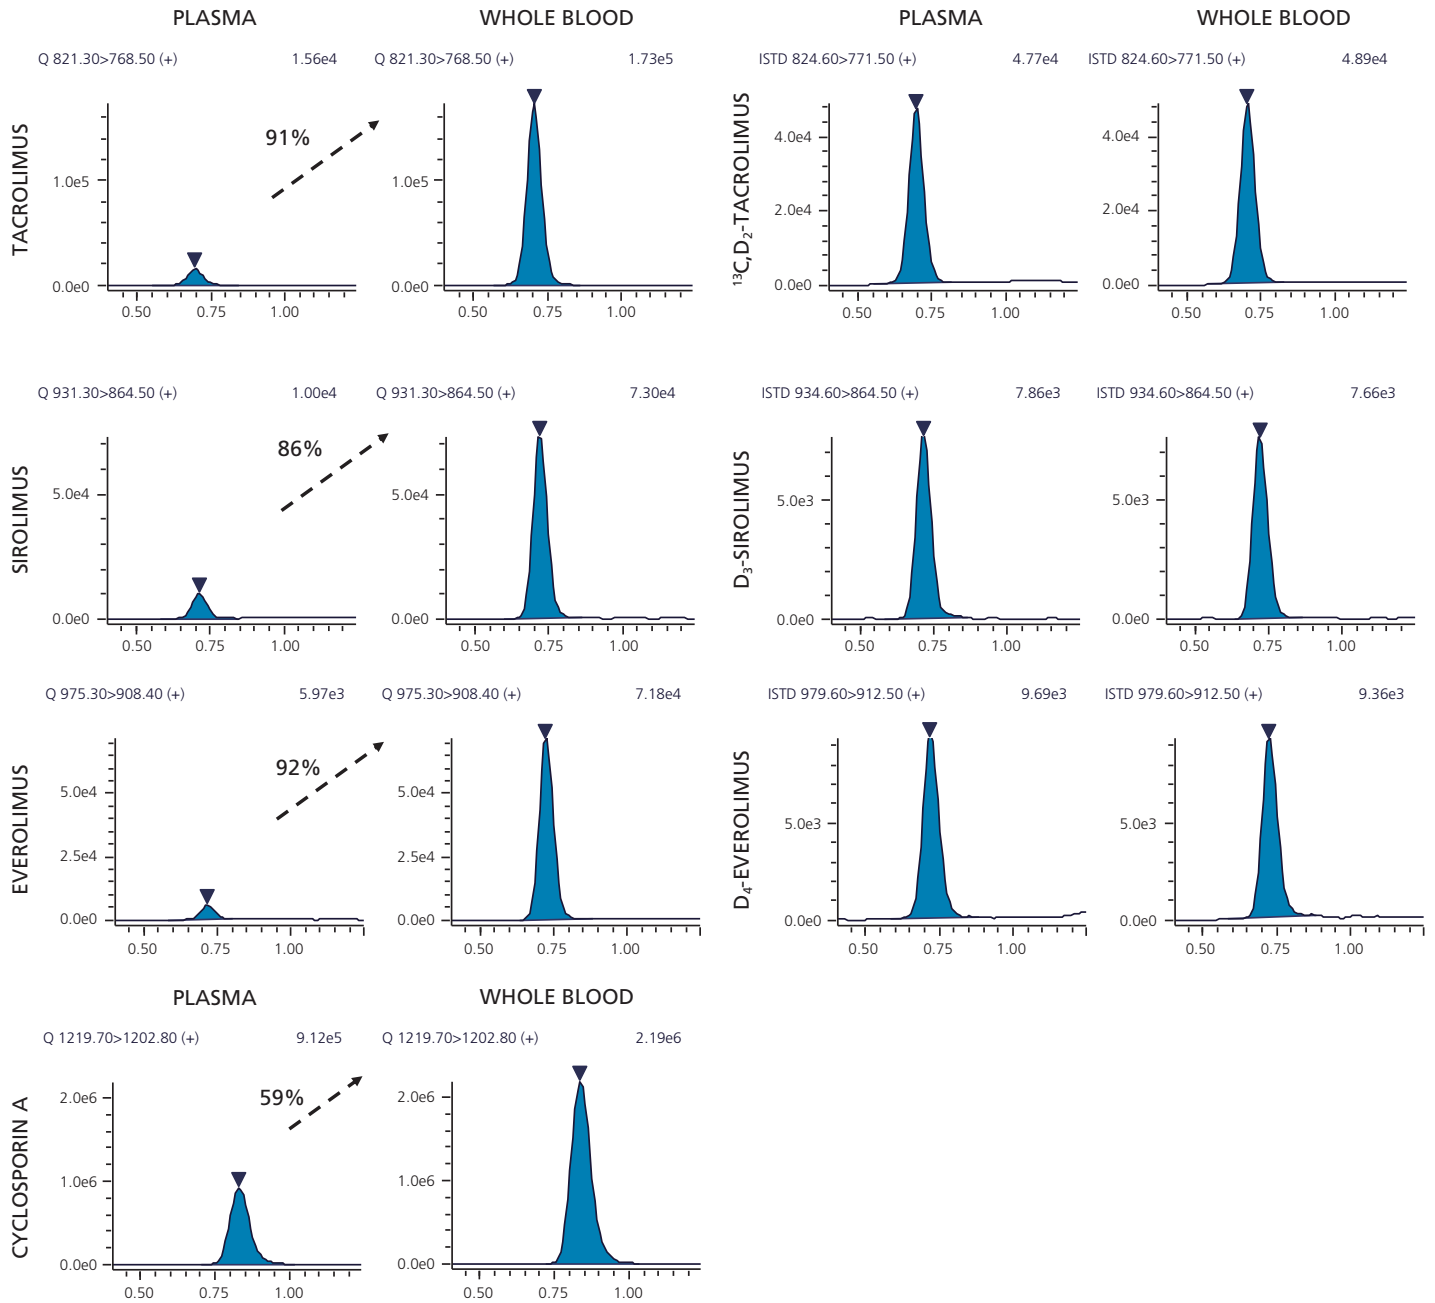 PLASMA WHOLE BLOOD PLASMA WHOLE BLOOD
Q 821.30>768.50 (+) 1.56e4 Q 821.30>768.50 (+) 1.73e5 ISTD 824.60>771.50 (+) 4.77e4 ISTD 824.60>771.50 (+) 4.89e4
TACROLIMUS
91%
1.0e5
0.0e0
0.50 0.75 1.00
1.0e5
0.0e0
0.50 0.75 1.00
¹³C,D₂-TACROLIMUS
4.0e4
2.0e4
0.0e0
0.50 0.75 1.00
4.0e4
2.0e4
0.0e0
0.50 0.75 1.00
Q 931.30>864.50 (+) 1.00e4 Q 931.30>864.50 (+) 7.30e4 ISTD 934.60>864.50 (+) 7.86e3 ISTD 934.60>864.50 (+) 7.66e3
SIROLIMUS
86%
5.0e4
0.0e0
0.50 0.75 1.00
5.0e4
0.0e0
0.50 0.75 1.00
D₃-SIROLIMUS
5.0e3
0.0e0
0.50 0.75 1.00
5.0e3
0.0e0
0.50 0.75 1.00
Q 975.30>908.40 (+) 5.97e3 Q 975.30>908.40 (+) 7.18e4 ISTD 979.60>912.50 (+) 9.69e3 ISTD 979.60>912.50 (+) 9.36e3
EVEROLIMUS
92%
5.0e4
2.5e4
0.0e0
0.50 0.75 1.00
5.0e4
2.5e4
0.0e0
0.50 0.75 1.00
D₄-EVEROLIMUS
5.0e3
0.0e0
0.50 0.75 1.00
5.0e3
0.0e0
0.50 0.75 1.00
PLASMA WHOLE BLOOD
Q 1219.70>1202.80 (+) 9.12e5 Q 1219.70>1202.80 (+) 2.19e6
CYCLOSPORIN A
59%
2.0e6
1.0e6
0.0e0
0.50 0.75 1.00
2.0e6
1.0e6
0.0e0
0.50 0.75 1.00